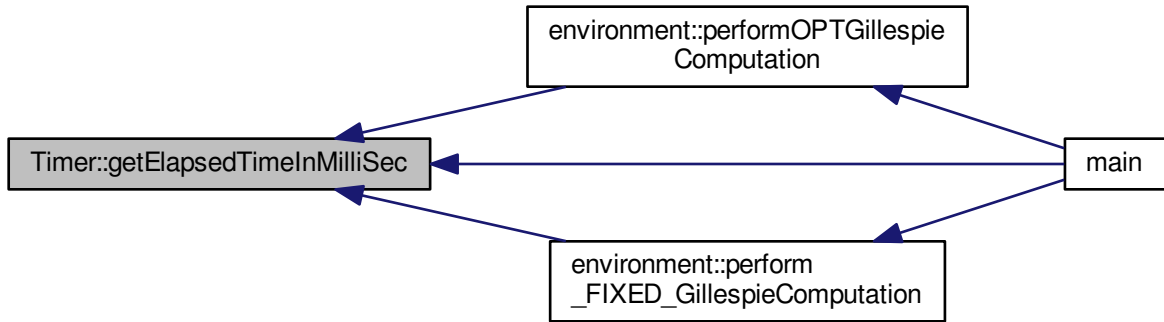 environment::performOPTGillespie
Computation
Timer::getElapsedTimeInMilliSec
main
environment::perform
_FIXED_GillespieComputation